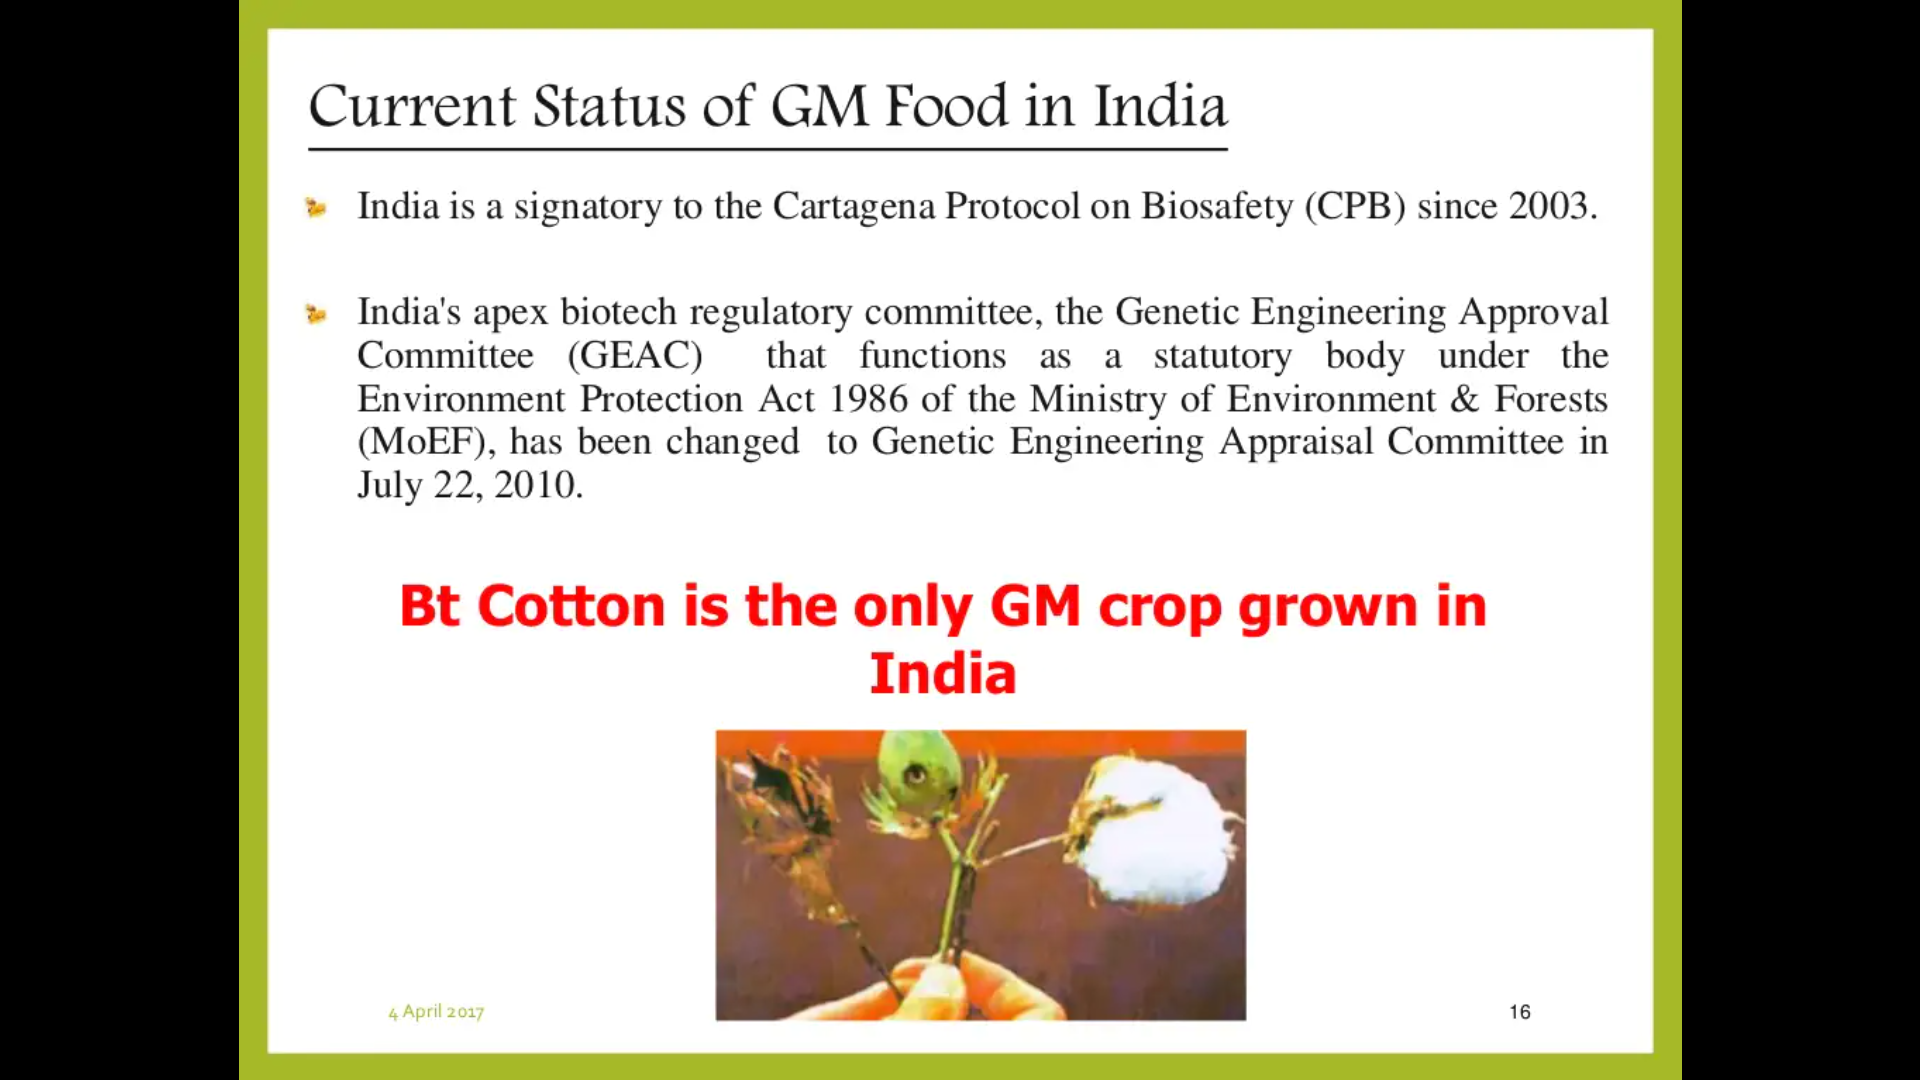 Current Status of GM Food in India
India is a signatory to the Cartagena Protocol on Biosafety (CPB) since 2003.
India's apex biotech regulatory committee, the Genetic Engineering Approval
Committee (GEAC) that functions as a statutory body under the
Environment Protection Act 1986 of the Ministry of Environment & Forests
(MoEF), has been changed to Genetic Engineering Appraisal Committee in
July 22, 2010.
Bt Cotton is the only GM crop grown in
India
4 April 2017
16